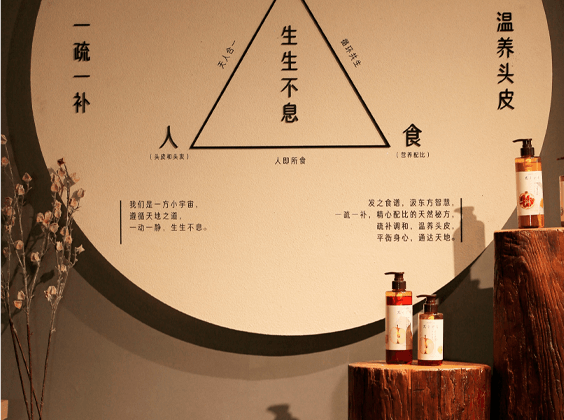 一疏一补
生生不息
温养头皮
天人合一
循环共生
人
(头皮和头发)
人即所食
食
(营养配比)
我们是一方小宇宙，
遵循天地之道，
一动一静，生生不息。
发之食谱，汲东方智慧，
一疏一补，精心配比的天然秘方，
疏补调和，温养头皮，
平衡身心，通达天地。